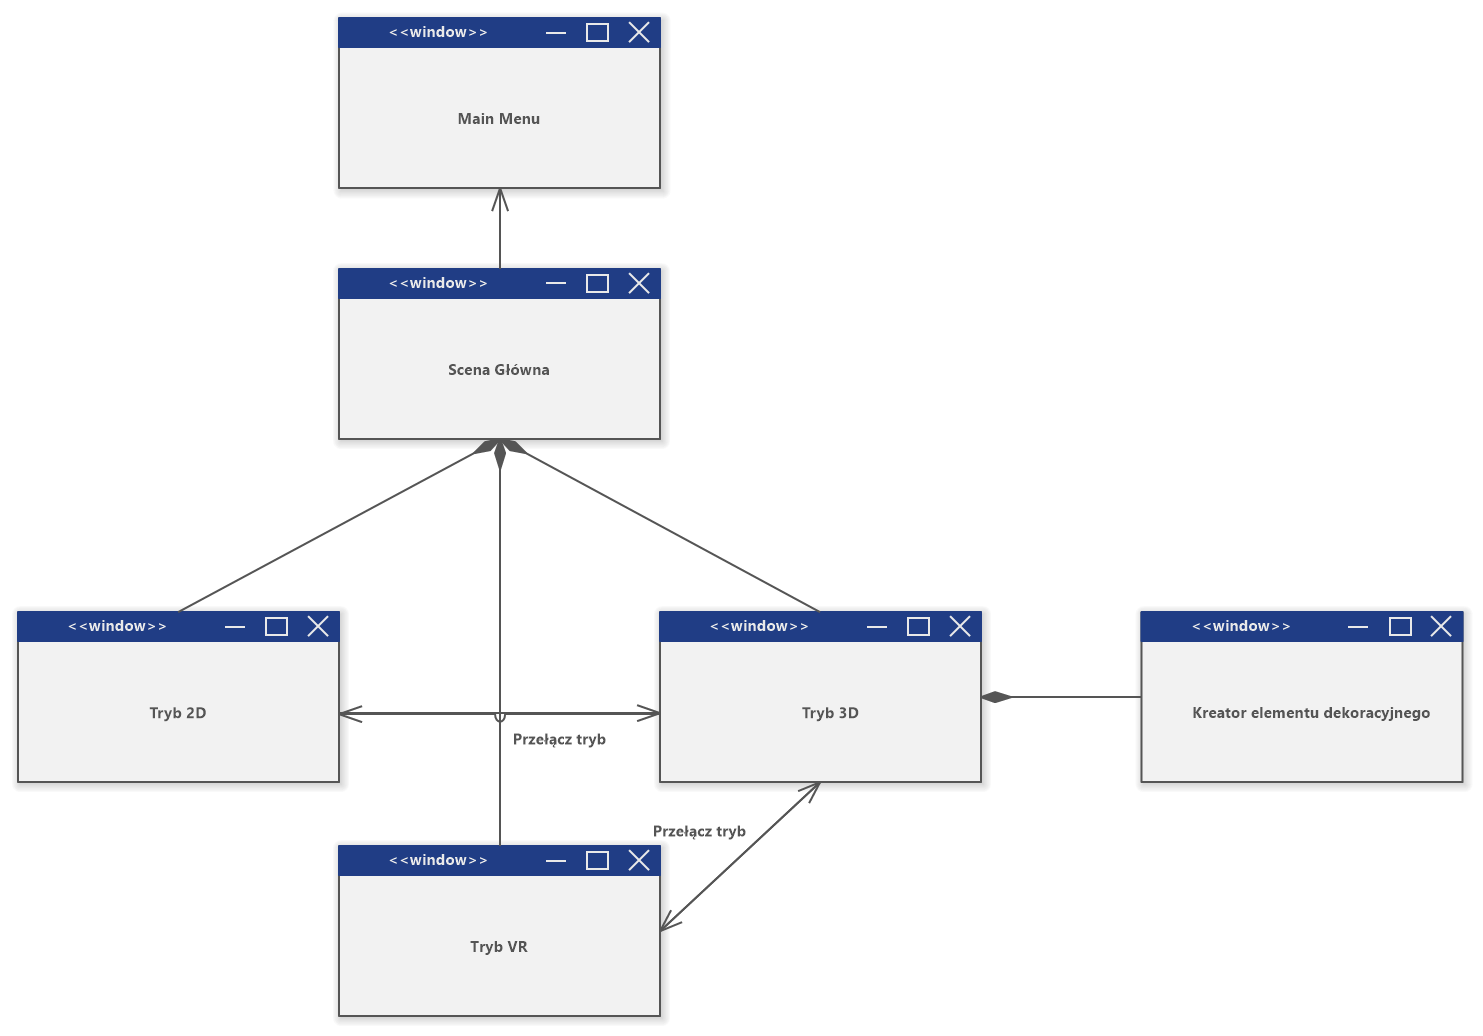 <<window>>
Main Menu
<<window>>
Scena Główna
<<window>>
Tryb 2D
<<window>>
Tryb 3D
<<window>>
Kreator elementu dekoracyjnego
Przełącz tryb
Przełącz tryb
<<window>>
Tryb VR